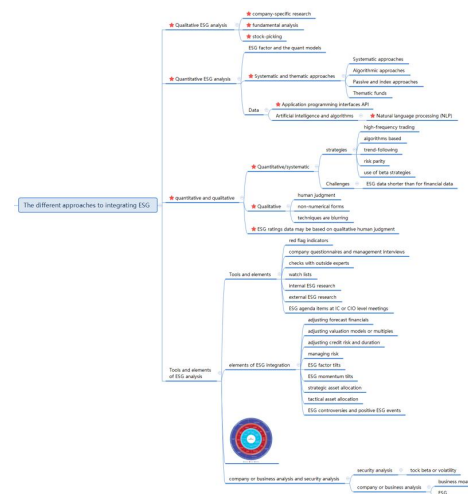 The different approaches to integrating ESG
Qualitative ESG analysis
company-specific research
fundamental analysis
stock-picking
Quantitative ESG analysis
ESG factor and the quant models
Systematic and thematic approaches
Systematic approaches
Algorithmic approaches
Passive and index approaches
Thematic funds
Data
Application programming interfaces API
Artificial intelligence and algorithms
Natural language processing (NLP)
quantitative and qualitative
Quantitative/systematic
strategies
high-frequency trading
algorithms based
trend-following
risk parity
use of beta strategies
Challenges
ESG data shorter than for financial data
Qualitative
human judgment
non-numerical forms
techniques are blurring
ESG ratings data may be based on qualitative human judgment
Tools and elements
of ESG analysis
Tools and elements
red flag indicators
company questionnaires and management interviews
checks with outside experts
watch lists
internal ESG research
external ESG research
ESG agenda items at IC or CIO level meetings
elements of ESG integration
adjusting forecast financials
adjusting valuation models or multiples
adjusting credit risk and duration
managing risk
ESG factor tilts
ESG momentum tilts
strategic asset allocation
tactical asset allocation
ESG controversies and positive ESG events
company or business analysis and security analysis
security analysis
tock beta or volatility
company or business analysis
business moa
ESG